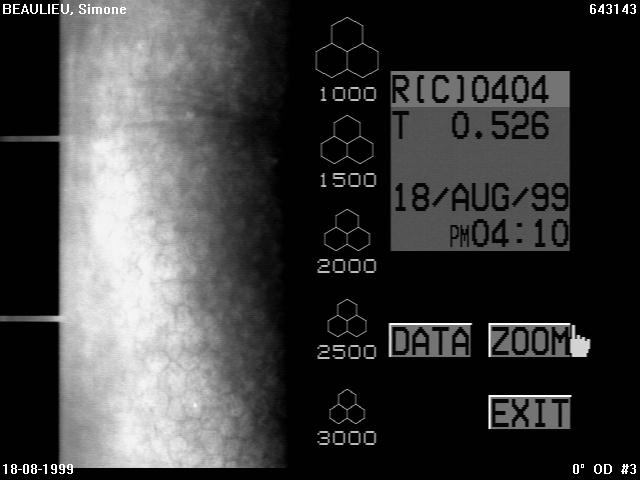 BEAULIEU, Simone
643143
1000
1500
2000
2500
3000
R[C]0404
T 0.526
18/AUG/99
PM04:10
DATA
ZOOM
EXIT
18-08-1999
0° OD #3